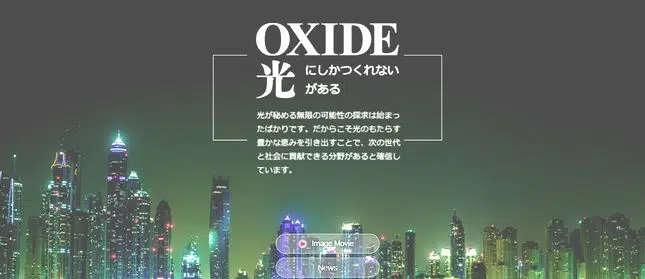 OXIDE
光にしかつくれない
がある
光が秘める無限の可能性の探求は始まっ
たばかりです。だからこそ光のもたらす
豊かな恵みを引き出すことで、次の世代
と社会に貢献できる分野があると確信し
ています。
Image Movie
News